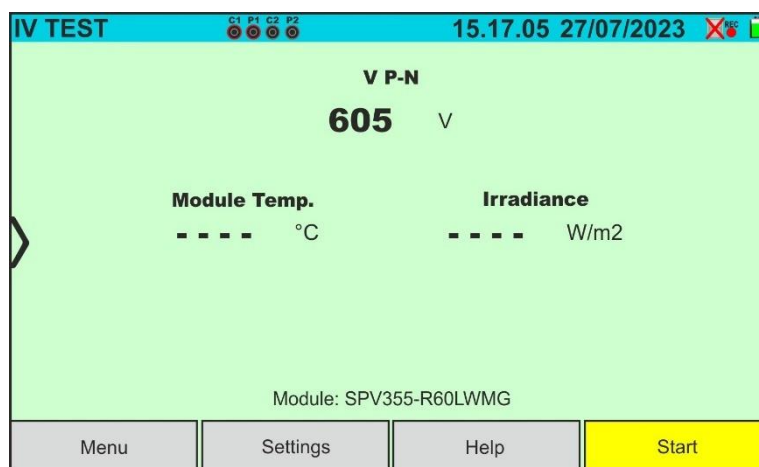 IV TEST C1 P1 C2 P2 15.17.05 27/07/2023 REC
V P-N
605 V
Module Temp. Irradiance
- - - - °C - - - - W/m2
Module: SPV355-R60LWMG
Menu Settings Help Start